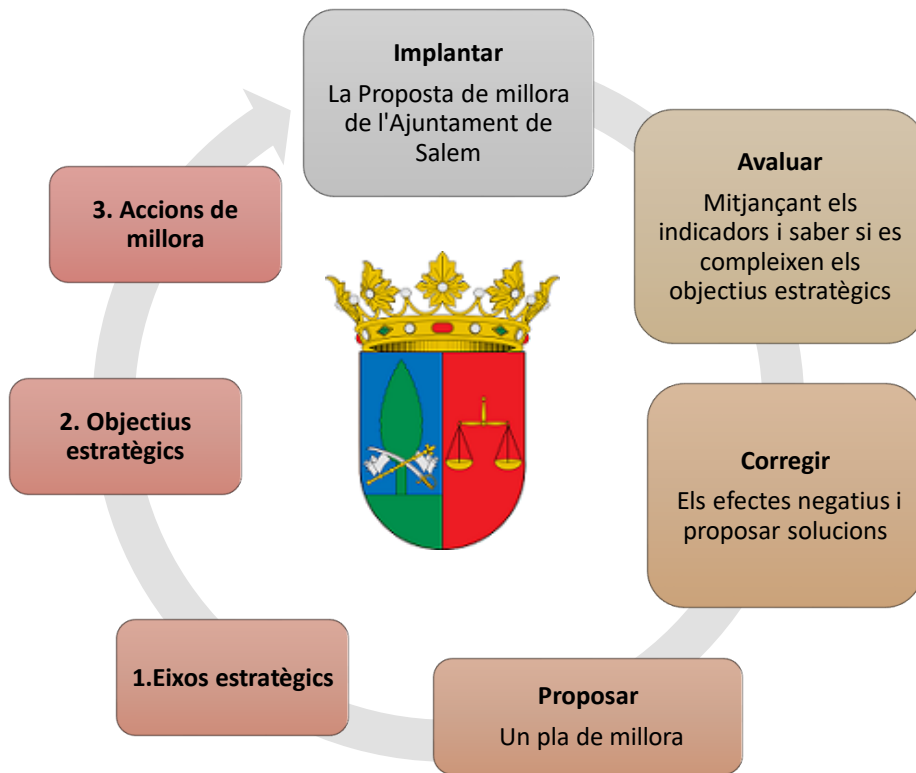 Implantar
La Proposta de millora
de l'Ajuntament de
Salem
Avaluar
Mitjançant els
indicadors i saber si es
compleixen els
objectius estratègics
Corregir
Els efectes negatius i
proposar solucions
Proposar
Un pla de millora
1.Eixos estratègics
2. Objectius
estratègics
3. Accions de
millora